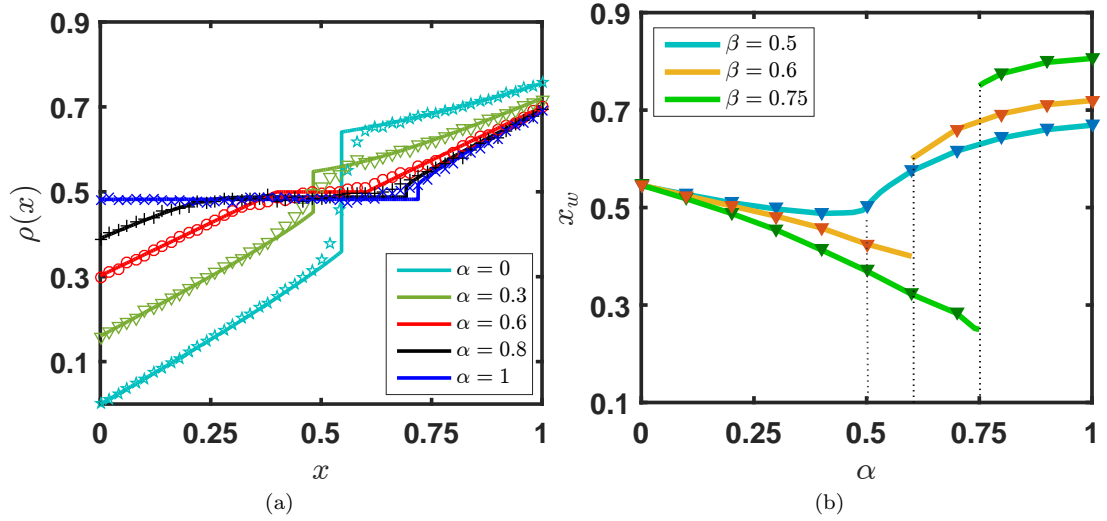 0.9
0.7
0.5
0.3
0.1
ρ(x)
α = 0
α = 0.3
α = 0.6
α = 0.8
α = 1
0 0.25 0.5 0.75 1
x
(a)
0.9
0.7
0.5
0.3
0.1
x_w
β = 0.5
β = 0.6
β = 0.75
0 0.25 0.5 0.75 1
α
(b)